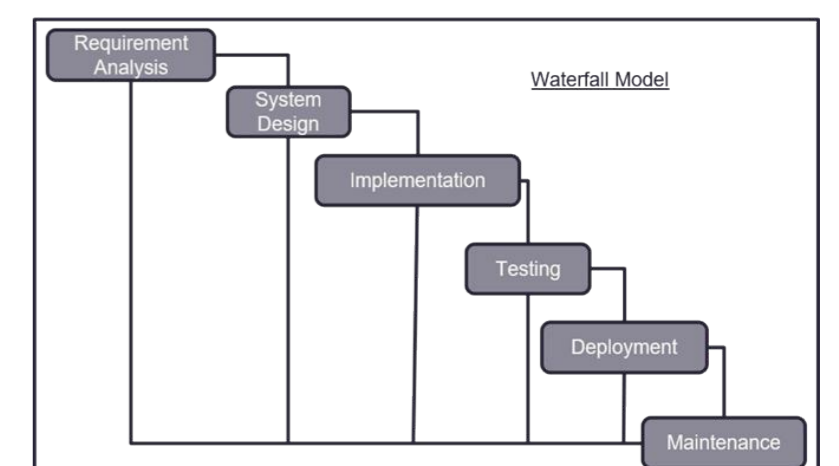 Requirement
Analysis
Waterfall Model
System
Design
Implementation
Testing
Deployment
Maintenance